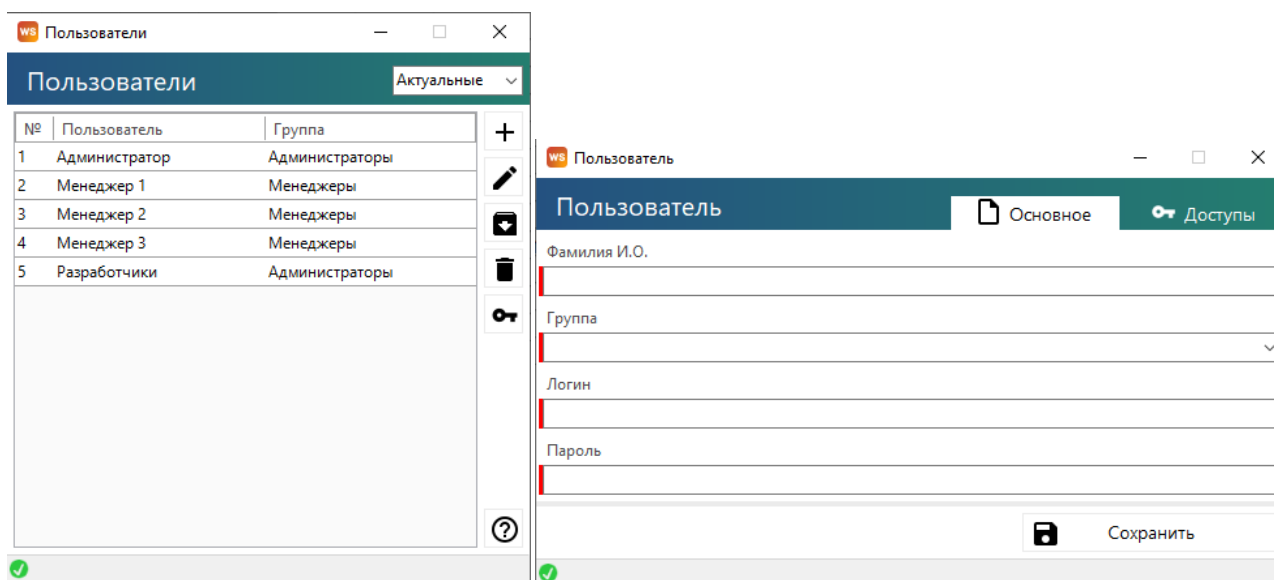 WS Пользователи
Пользователи Актуальные
№ Пользователь Группа
1 Администратор Администраторы
2 Менеджер 1 Менеджеры
3 Менеджер 2 Менеджеры
4 Менеджер 3 Менеджеры
5 Разработчики Администраторы
WS Пользователь
Пользователь Основное Доступы
Фамилия И.О.
Группа
Логин
Пароль
Сохранить